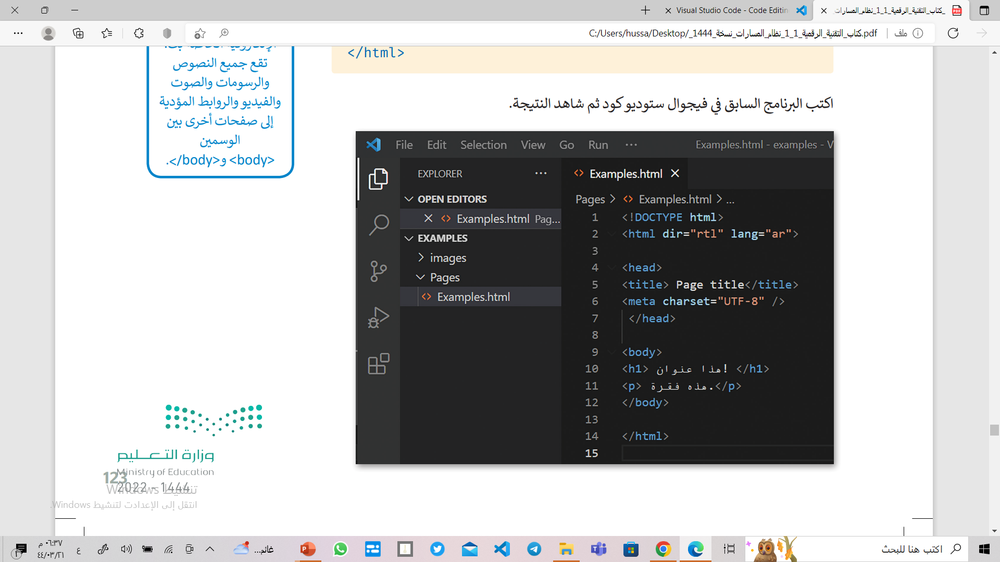 كتاب_التقنية_الرقمية_1_1_نظام_المسارات_
Visual Studio Code - Code Editin
ملف
C:/Users/hussa/Desktop/_1444_كتاب_التقنية_الرقمية_1_1_نظام_المسارات_نسخة.pdf
</html>
اكتب البرنامج السابق في فيجوال ستوديو كود ثم شاهد النتيجة.
تقع جميع النصوص
والرسومات والصوت
والفيديو والروابط المؤدية
إلى صفحات أخرى بين
الوسمين
<body> و</body>.
File Edit Selection View Go Run ···
Examples.html - examples - V
EXPLORER ···
OPEN EDITORS
Examples.html Pag...
EXAMPLES
images
Pages
Examples.html
Examples.html
Pages > Examples.html > ...
1 <!DOCTYPE html>
2 <html dir="rtl" lang="ar">
3
4 <head>
5 <title> Page title</title>
6 <meta charset="UTF-8" />
7 </head>
8
9 <body>
10 <h1> هذا عنوان! </h1>
11 <p> هذه فقرة.</p>
12 </body>
13
14 </html>
15
وزارة التعليم
Ministry of Education
123
2022 - 1444
تنشيط Windows
انتقل إلى الإعدادت لتنشيط Windows.
اكتب هنا للبحث
غائم...
ع
٠٦:٣٧ م
٤٤/٠٣/٢١
١